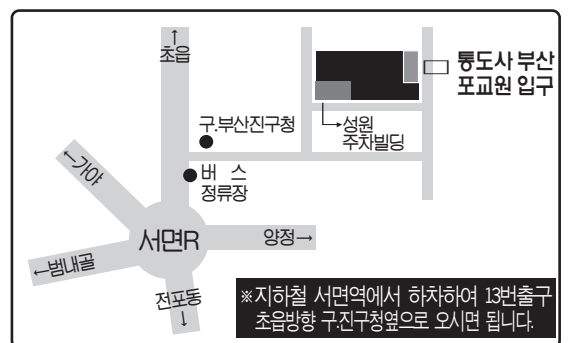 ↑
초읍
통도사 부산
포교원 입구
구.부산진구청
성원
주차빌딩
버 스
정류장
←가야
서면R
양정→
←범내골
전포동
↓
※지하철 서면역에서 하차하여 13번출구
초읍방향 구.진구청옆으로 오시면 됩니다.